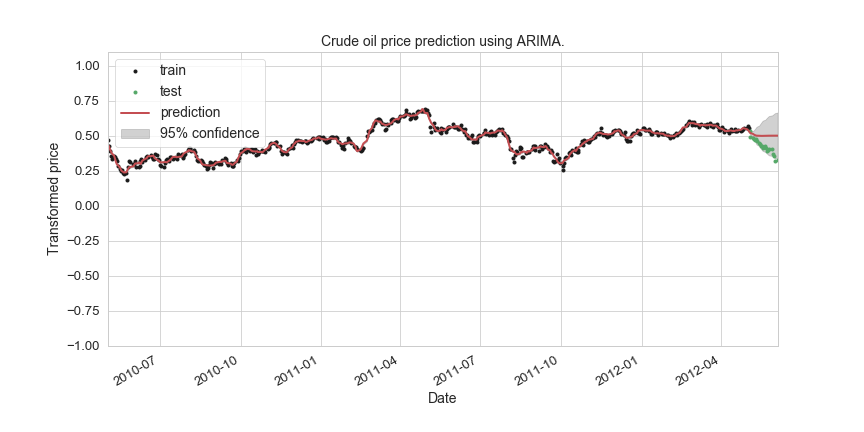 Crude oil price prediction using ARIMA.
train
test
prediction
95% confidence
1.00
0.75
0.50
0.25
0.00
−0.25
−0.50
−0.75
−1.00
Transformed price
2010-07
2010-10
2011-01
2011-04
2011-07
2011-10
2012-01
2012-04
Date